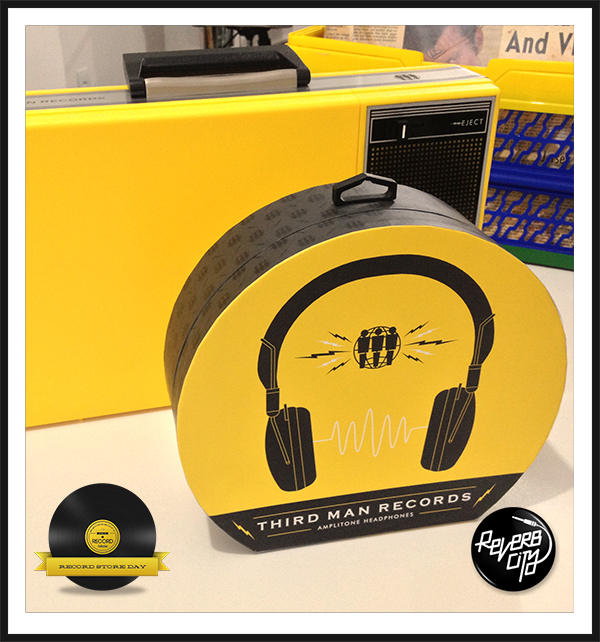 And V
N RECORDS
EJECT
THIRD MAN RECORDS
AMPLITONE HEADPHONES
RECORD
RECORD STORE DAY
REVERB
CITY